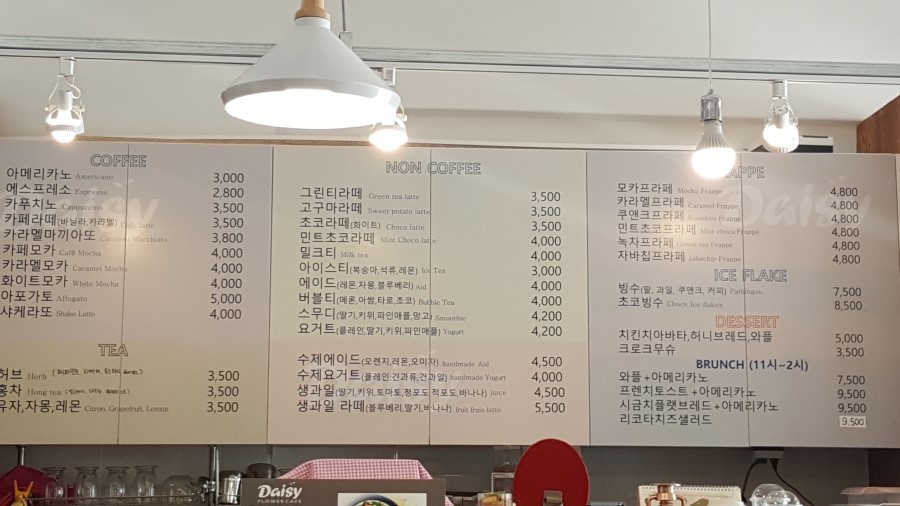 COFFEE
아메리카노 Americano 3,000
에스프레소 Espresso 2.800
카푸치노 Cappuccino 3,500
카페라떼(바닐라,카라멜) Cafe latte 3,500
카라멜마끼아또 Caramel Macchiato 3,800
카페모카 Café Mocha 4,000
카라멜모카 Caramel Mocha 4,000
화이트모카 White Mocha 4,000
아포가토 Affogato 5,000
샤케라또 Shake Latto 4,000
TEA
허브 Herb 3,500
홍차 Hong tea 3,500
유자,자몽,레몬 Citron, Grapefruit, Lemon 3,500
NON COFFEE
그린티라떼 Green tea latte 3,500
고구마라떼 Sweet potato latte 3,500
초코라떼(화이트) Choco latte 3,500
민트초코라떼 Mint Choco latte 4,000
밀크티 Milk tea 4,000
아이스티(복숭아,석류,레몬) Ice Tea 3,000
에이드(레몬,자몽,블루베리) Aid 4,000
버블티(메론,아쌈,타로,초코) Bubble Tea 4,000
스무디(딸기,키위,파인애플,망고) Smoothie 4,200
요거트(플레인,딸기,키위,파인애플) Yogurt 4,200
수제에이드(오렌지,레몬,오미자) handmade Aid 4,500
수제요거트(플레인·견과류,건과일) handmade Yogurt 4,000
생과일(딸기,키위,토마토,청포도,적포도,바나나) Juice 4,500
생과일 라떼(블루베리,딸기,바나나) fruit latte 5,500
모카프라페 Mocha Frappe 4,800
카라멜프라페 Caramel Frappe 4,800
쿠앤크프라페 Frappe 4,800
민트초코프라페 Mint choco Frappe 4,800
녹차프라페 Green tea Frappe 4,800
자바칩프라페 Jabachip Frappe 4,800
ICE FLAKE
빙수(팥, 과일, 쿠앤크, 커피) Patbingsu 7,500
초코빙수 Choco Ice flakes 8,500
DESSERT
치킨치아바타,허니브레드,와플 5,000
크로크무슈 3,500
BRUNCH (11시~2시)
와플+아메리카노 7,500
프렌치토스트+아메리카노 9,500
시금치플랫브레드+아메리카노 9,500
리코타치즈샐러드 9.500
Daisy
FLOWER CAFE